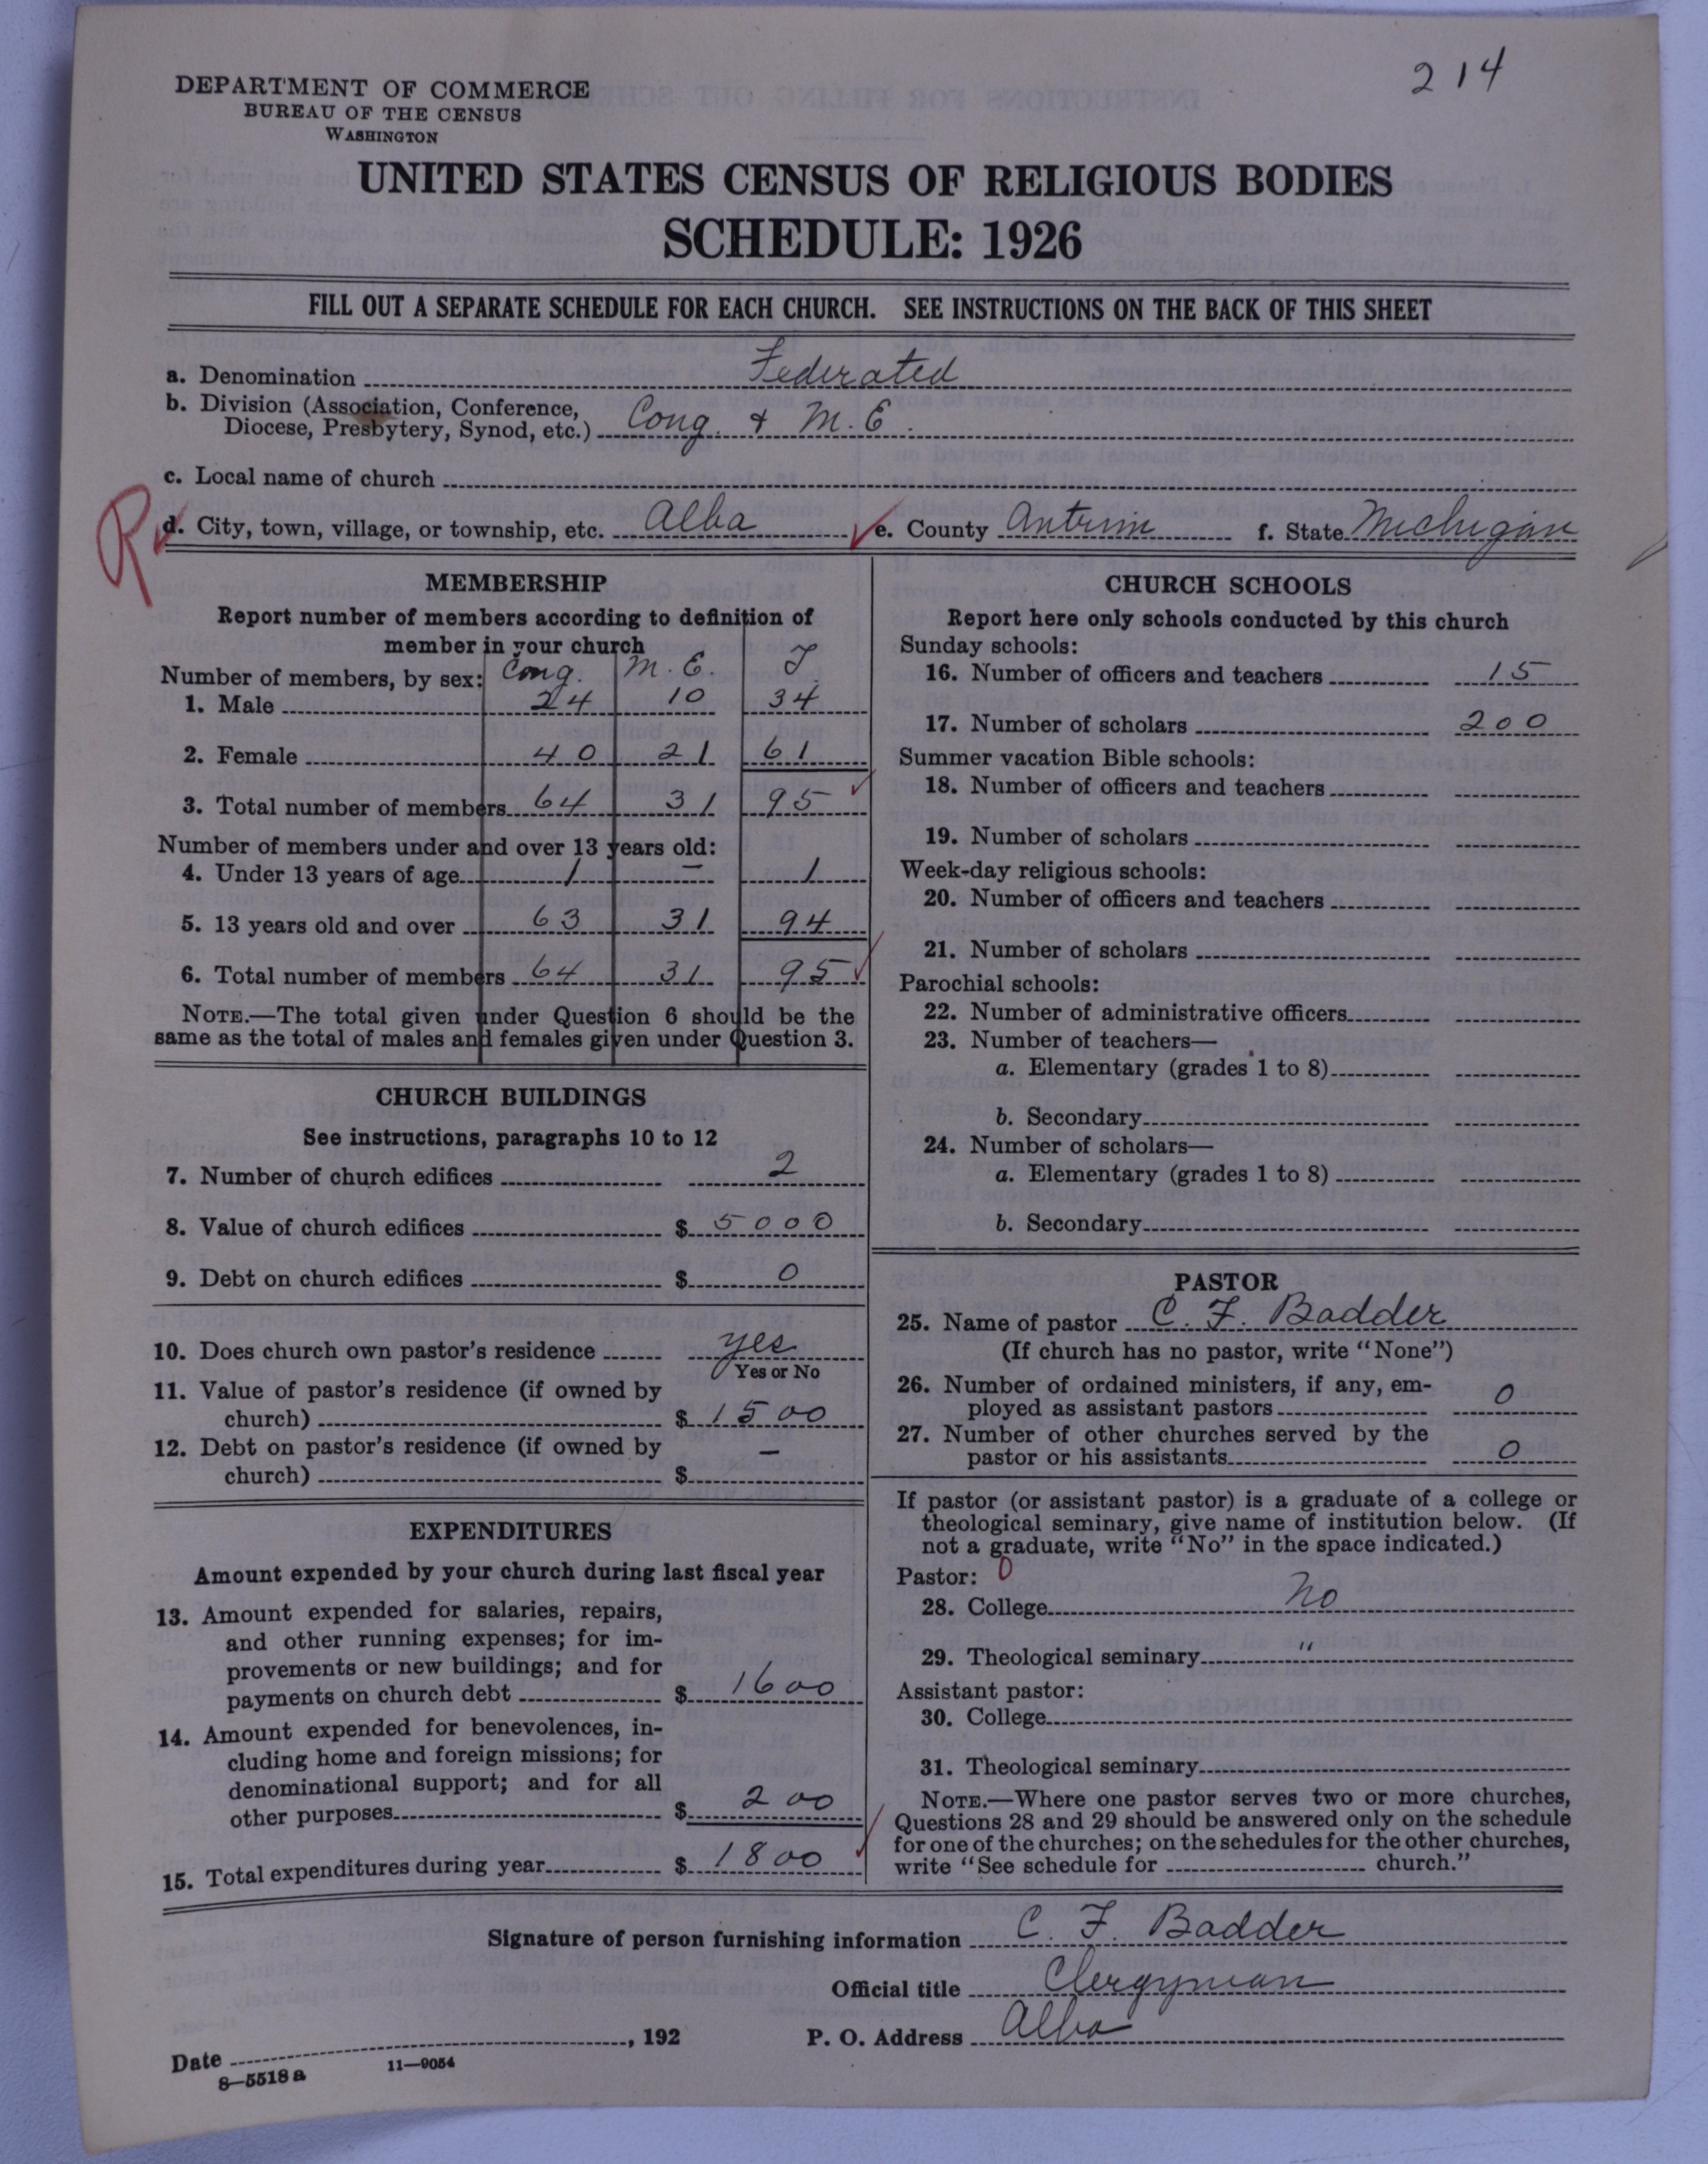 214
DEPARTMENT OF COMMERCE
BUREAU OF THE CENSUS
WASHINGTON
UNITED STATES CENSUS OF RELIGIOUS BODIES
SCHEDULE: 1926
FILL OUT A SEPARATE SCHEDULE FOR EACH CHURCH. SEE INSTRUCTIONS ON THE BACK OF THIS SHEET
a. Denomination Federated
b. Division (Association, Conference,
Diocese, Presbytery, Synod, etc.) Cong. & M. E.
c. Local name of church
R d. City, town, village, or township, etc. Alba e. County Antrim f. State Michigan
MEMBERSHIP
Report number of members according to definition of
member in your church
Number of members, by sex: Cong. M. E. T
1. Male 24 10 34
2. Female 40 21 61
3. Total number of members 64 31 95
Number of members under and over 13 years old:
4. Under 13 years of age 1 — 1
5. 13 years old and over 63 31 94
6. Total number of members 64 31 95
NOTE.—The total given under Question 6 should be the
same as the total of males and females given under Question 3.
CHURCH BUILDINGS
See instructions, paragraphs 10 to 12
7. Number of church edifices 2
8. Value of church edifices $ 5000
9. Debt on church edifices $ 0
10. Does church own pastor's residence yes
Yes or No
11. Value of pastor's residence (if owned by
church) $ 1500
12. Debt on pastor's residence (if owned by
church) $ —
EXPENDITURES
Amount expended by your church during last fiscal year
13. Amount expended for salaries, repairs,
and other running expenses; for im-
provements or new buildings; and for
payments on church debt $ 1600
14. Amount expended for benevolences, in-
cluding home and foreign missions; for
denominational support; and for all
other purposes $ 200
15. Total expenditures during year $ 1800
CHURCH SCHOOLS
Report here only schools conducted by this church
Sunday schools:
16. Number of officers and teachers 15
17. Number of scholars 200
Summer vacation Bible schools:
18. Number of officers and teachers
19. Number of scholars
Week-day religious schools:
20. Number of officers and teachers
21. Number of scholars
Parochial schools:
22. Number of administrative officers
23. Number of teachers—
a. Elementary (grades 1 to 8)
b. Secondary
24. Number of scholars—
a. Elementary (grades 1 to 8)
b. Secondary
PASTOR
25. Name of pastor C. F. Badder
(If church has no pastor, write "None")
26. Number of ordained ministers, if any, em-
ployed as assistant pastors 0
27. Number of other churches served by the
pastor or his assistants 0
If pastor (or assistant pastor) is a graduate of a college or
theological seminary, give name of institution below. (If
not a graduate, write "No" in the space indicated.)
Pastor: 0
28. College No
29. Theological seminary "
Assistant pastor:
30. College
31. Theological seminary
NOTE.—Where one pastor serves two or more churches,
Questions 28 and 29 should be answered only on the schedule
for one of the churches; on the schedules for the other churches,
write "See schedule for church."
Signature of person furnishing information C. F. Badder
Official title Clergyman
Date , 192 P. O. Address Alba
8—5518 a 11—9054